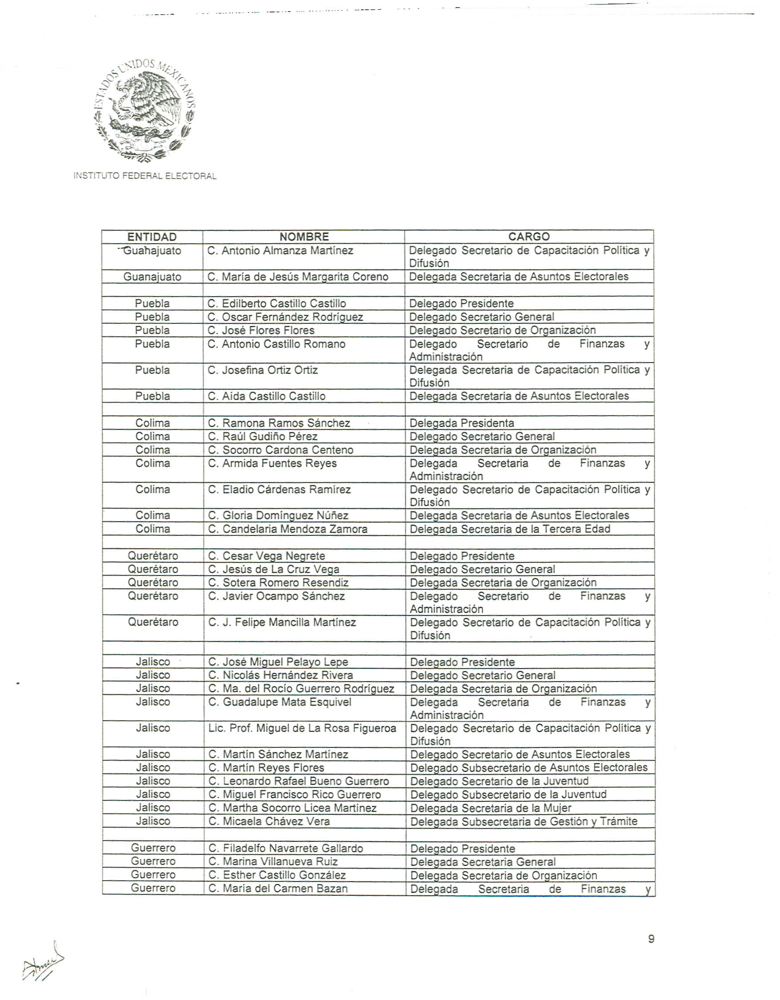 ESTADOS UNIDOS MEXICANOS
INSTITUTO FEDERAL ELECTORAL
ENTIDAD NOMBRE CARGO
Guanajuato C. Antonio Almanza Martínez Delegado Secretario de Capacitación Política y
Difusión
Guanajuato C. María de Jesús Margarita Coreno Delegada Secretaria de Asuntos Electorales
Puebla C. Edilberto Castillo Castillo Delegado Presidente
Puebla C. Oscar Fernández Rodríguez Delegado Secretario General
Puebla C. José Flores Flores Delegado Secretario de Organización
Puebla C. Antonio Castillo Romano Delegado Secretario de Finanzas y
Administración
Puebla C. Josefina Ortiz Ortiz Delegada Secretaria de Capacitación Política y
Difusión
Puebla C. Aída Castillo Castillo Delegada Secretaria de Asuntos Electorales
Colima C. Ramona Ramos Sánchez Delegada Presidenta
Colima C. Raúl Gudiño Pérez Delegado Secretario General
Colima C. Socorro Cardona Centeno Delegada Secretaria de Organización
Colima C. Armida Fuentes Reyes Delegada Secretaria de Finanzas y
Administración
Colima C. Eladio Cárdenas Ramírez Delegado Secretario de Capacitación Política y
Difusión
Colima C. Gloria Domínguez Núñez Delegada Secretaria de Asuntos Electorales
Colima C. Candelaria Mendoza Zamora Delegada Secretaria de la Tercera Edad
Querétaro C. Cesar Vega Negrete Delegado Presidente
Querétaro C. Jesús de La Cruz Vega Delegado Secretario General
Querétaro C. Sotera Romero Resendiz Delegada Secretaria de Organización
Querétaro C. Javier Ocampo Sánchez Delegado Secretario de Finanzas y
Administración
Querétaro C. J. Felipe Mancilla Martínez Delegado Secretario de Capacitación Política y
Difusión
Jalisco C. José Miguel Pelayo Lepe Delegado Presidente
Jalisco C. Nicolás Hernández Rivera Delegado Secretario General
Jalisco C. Ma. del Rocío Guerrero Rodríguez Delegada Secretaria de Organización
Jalisco C. Guadalupe Mata Esquivel Delegada Secretaria de Finanzas y
Administración
Jalisco Lic. Prof. Miguel de La Rosa Figueroa Delegado Secretario de Capacitación Política y
Difusión
Jalisco C. Martín Sánchez Martínez Delegado Secretario de Asuntos Electorales
Jalisco C. Martín Reyes Flores Delegado Subsecretario de Asuntos Electorales
Jalisco C. Leonardo Rafael Bueno Guerrero Delegado Secretario de la Juventud
Jalisco C. Miguel Francisco Rico Guerrero Delegado Subsecretario de la Juventud
Jalisco C. Martha Socorro Licea Martínez Delegada Secretaria de la Mujer
Jalisco C. Micaela Chávez Vera Delegada Subsecretaria de Gestión y Trámite
Guerrero C. Filadelfo Navarrete Gallardo Delegado Presidente
Guerrero C. Marina Villanueva Ruiz Delegada Secretaria General
Guerrero C. Esther Castillo González Delegada Secretaria de Organización
Guerrero C. María del Carmen Bazan Delegada Secretaria de Finanzas y
9